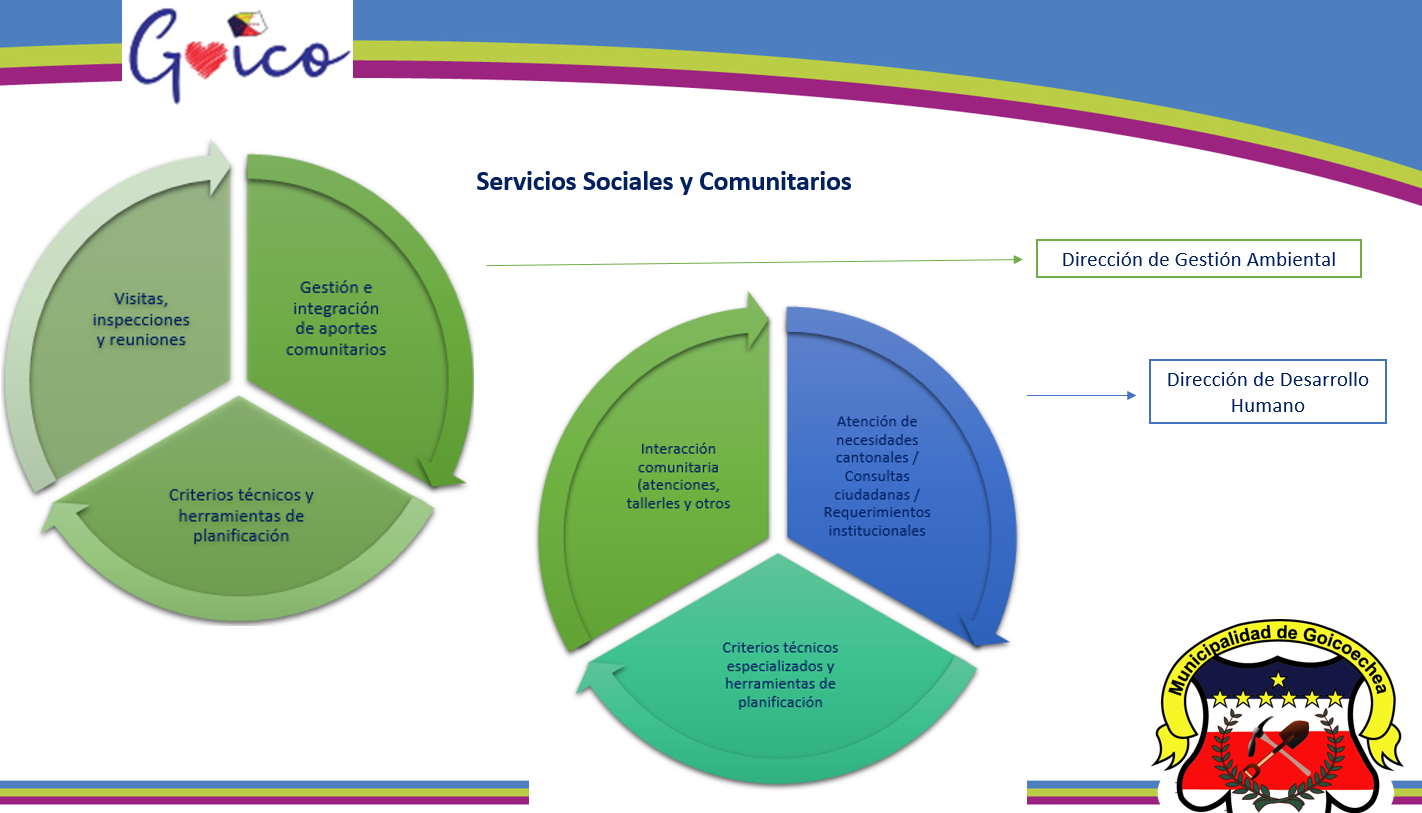 Goico
Servicios Sociales y Comunitarios
Visitas,
inspecciones
y reuniones
Gestión e
integración
de aportes
comunitarios
Criterios técnicos y
herramientas de
planificación
Dirección de Gestión Ambiental
Interacción
comunitaria
(atenciones,
tallerles y otros
Atención de
necesidades
cantonales /
Consultas
ciudadanas /
Requerimientos
institucionales
Criterios técnicos
especializados y
herramientas de
planificación
Dirección de Desarrollo
Humano
Municipalidad de Goicoechea